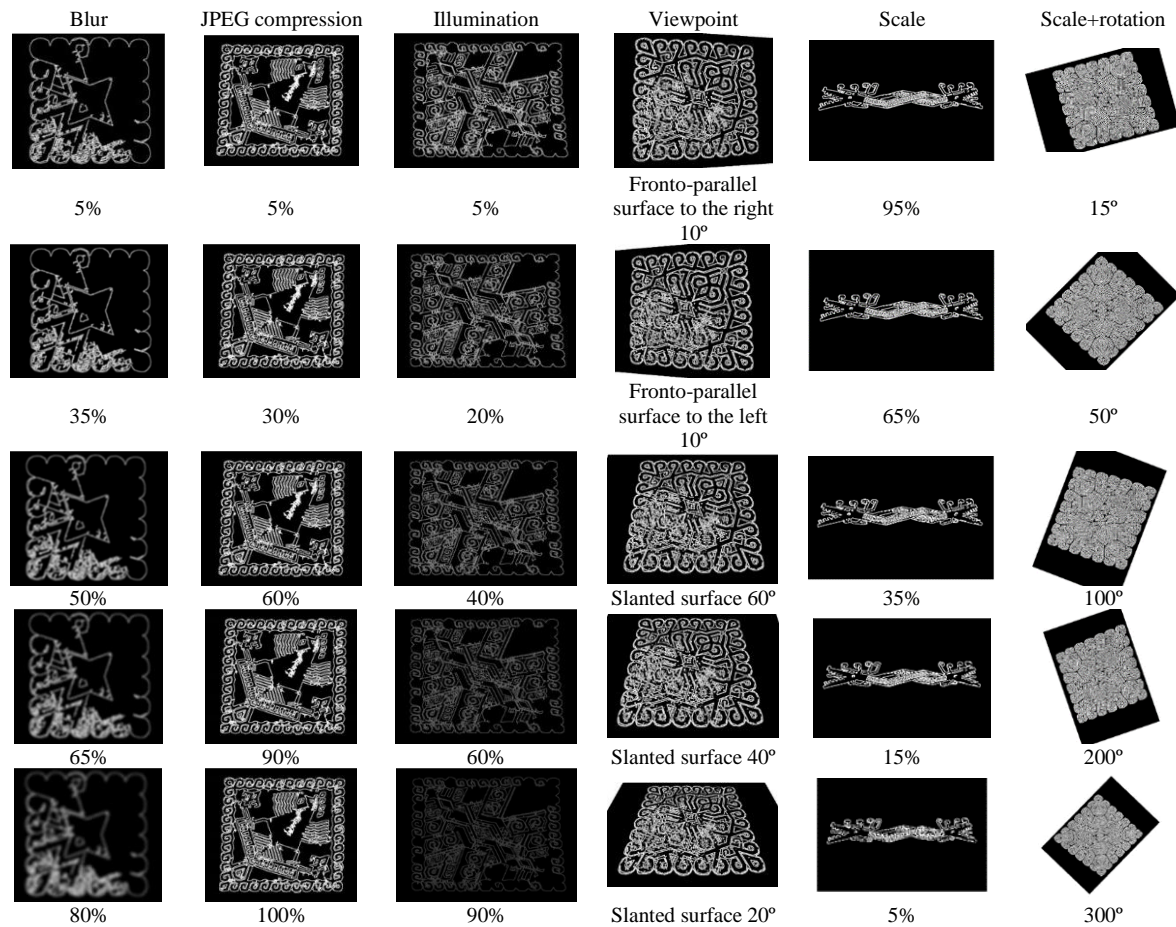 Blur JPEG compression Illumination Viewpoint Scale Scale+rotation
5% 5% 5% Fronto-parallel surface to the right 10º 95% 15º
35% 30% 20% Fronto-parallel surface to the left 10º 65% 50º
50% 60% 40% Slanted surface 60º 35% 100º
65% 90% 60% Slanted surface 40º 15% 200º
80% 100% 90% Slanted surface 20º 5% 300º